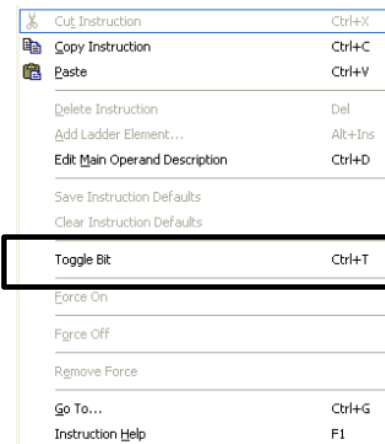 Cut Instruction Ctrl+X
Copy Instruction Ctrl+C
Paste Ctrl+V
Delete Instruction Del
Add Ladder Element... Alt+Ins
Edit Main Operand Description Ctrl+D
Save Instruction Defaults
Clear Instruction Defaults
Toggle Bit Ctrl+T
Force On
Force Off
Remove Force
Go To... Ctrl+G
Instruction Help F1